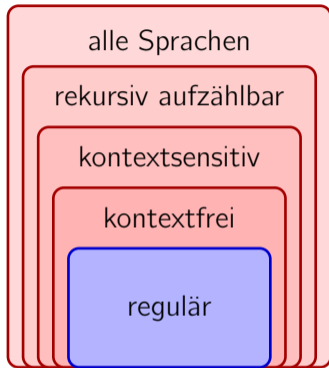 alle Sprachen
rekursiv aufzählbar
kontextsensitiv
kontextfrei
regulär